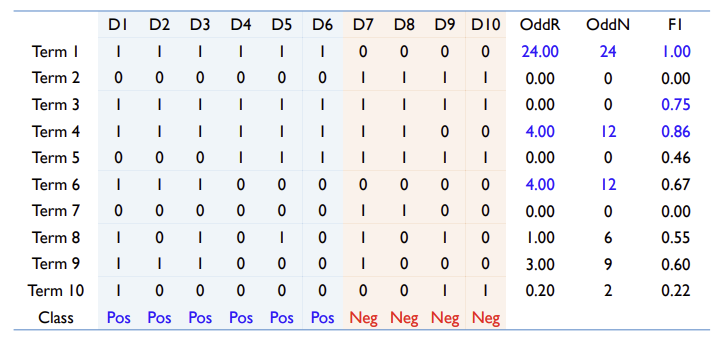 D1 D2 D3 D4 D5 D6 D7 D8 D9 D10 OddR OddN F1
Term 1 1 1 1 1 1 1 0 0 0 0 24.00 24 1.00
Term 2 0 0 0 0 0 0 1 1 1 1 0.00 0 0.00
Term 3 1 1 1 1 1 1 1 1 1 1 0.00 0 0.75
Term 4 1 1 1 1 1 1 1 1 0 0 4.00 12 0.86
Term 5 0 0 0 1 1 1 1 1 1 1 0.00 0 0.46
Term 6 1 1 1 0 0 0 0 0 0 0 4.00 12 0.67
Term 7 0 0 0 0 0 0 1 1 0 0 0.00 0 0.00
Term 8 1 0 1 0 1 0 1 0 1 0 1.00 6 0.55
Term 9 1 1 1 0 0 0 1 0 0 0 3.00 9 0.60
Term 10 1 0 0 0 0 0 0 0 1 1 0.20 2 0.22
Class Pos Pos Pos Pos Pos Pos Neg Neg Neg Neg